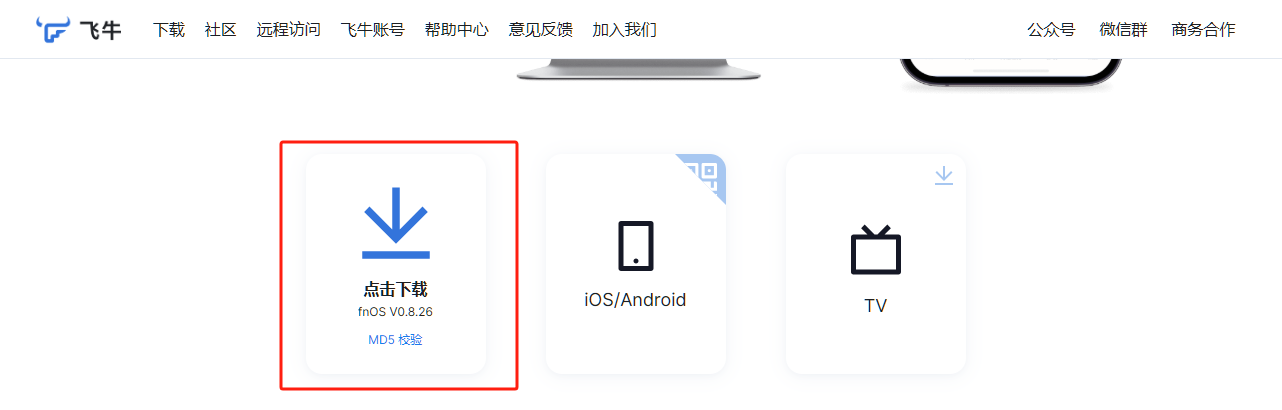 飞牛 下载 社区 远程访问 飞牛账号 帮助中心 意见反馈 加入我们 公众号 微信群 商务合作
点击下载
fnOS V0.8.26
MD5 校验
iOS/Android
TV